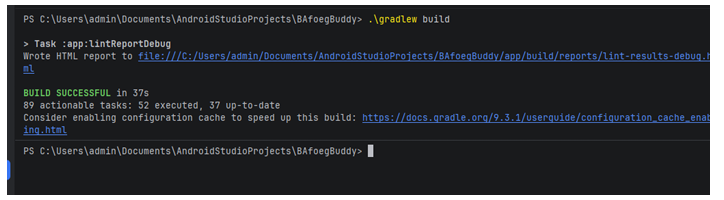 PS C:\Users\admin\Documents\AndroidStudioProjects\BAfoegBuddy> .\gradlew build
> Task :app:lintReportDebug
Wrote HTML report to file:///C:/Users/admin/Documents/AndroidStudioProjects/BAfoegBuddy/app/build/reports/lint-results-debug.h
ml
BUILD SUCCESSFUL in 37s
89 actionable tasks: 52 executed, 37 up-to-date
Consider enabling configuration cache to speed up this build: https://docs.gradle.org/9.3.1/userguide/configuration_cache_enab
ing.html
PS C:\Users\admin\Documents\AndroidStudioProjects\BAfoegBuddy>